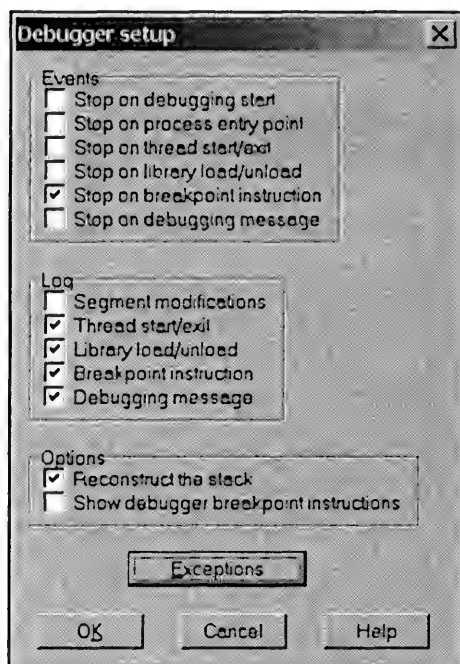 Debugger setup
Events
Stop on debugging start
Stop on process entry point
Stop on thread start/exit
Stop on library load/unload
Stop on breakpoint instruction
Stop on debugging message
Log
Segment modifications
Thread start/exit
Library load/unload
Breakpoint instruction
Debugging message
Options
Reconstruct the stack
Show debugger breakpoint instructions
Exceptions
OK Cancel Help